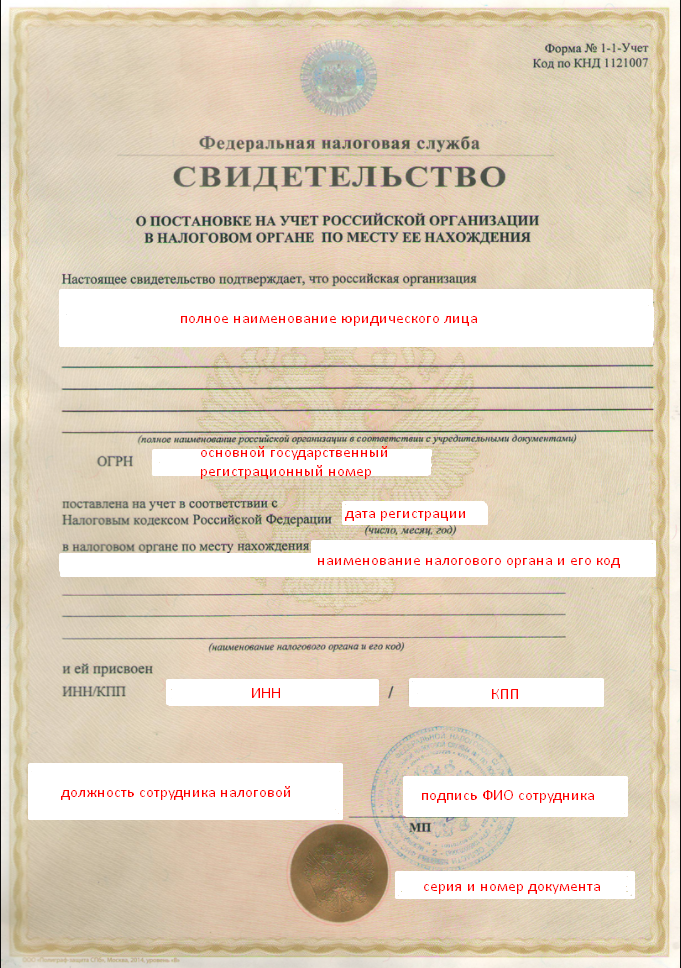 Форма № 1-1-Учет
Код по КНД 1121007
Федеральная налоговая служба
СВИДЕТЕЛЬСТВО
О ПОСТАНОВКЕ НА УЧЕТ РОССИЙСКОЙ ОРГАНИЗАЦИИ
В НАЛОГОВОМ ОРГАНЕ ПО МЕСТУ ЕЕ НАХОЖДЕНИЯ
Настоящее свидетельство подтверждает, что российская организация
полное наименование юридического лица
(полное наименование российской организации в соответствии с учредительными документами)
ОГРН
основной государственный
регистрационный номер
поставлена на учет в соответствии с
Налоговым кодексом Российской Федерации
дата регистрации
(число, месяц, год)
в налоговом органе по месту нахождения
наименование налогового органа и его код
(наименование налогового органа и его код)
и ей присвоен
ИНН/КПП ИНН / КПП
должность сотрудника налоговой
подпись ФИО сотрудника
МП
серия и номер документа